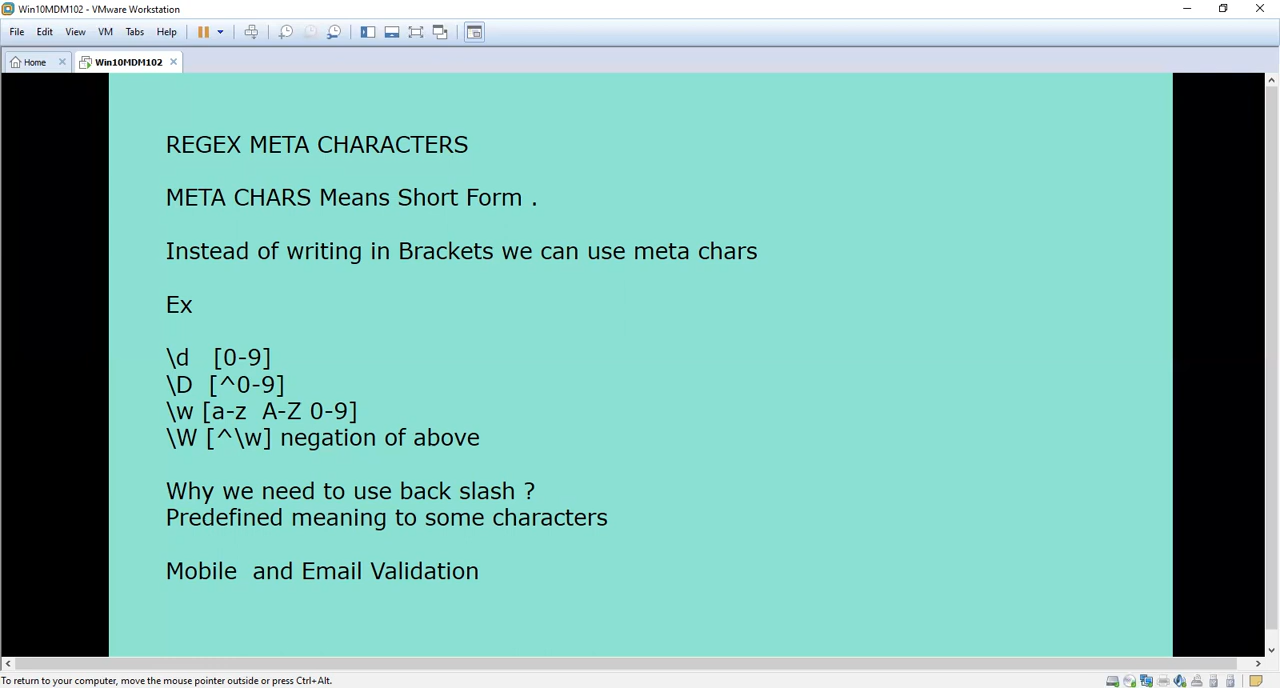 Win10MDM102 - VMware Workstation
File Edit View VM Tabs Help
Home Win10MDM102
REGEX META CHARACTERS
META CHARS Means Short Form .
Instead of writing in Brackets we can use meta chars
Ex
\d [0-9]
\D [^0-9]
\w [a-z A-Z 0-9]
\W [^\w] negation of above
Why we need to use back slash ?
Predefined meaning to some characters
Mobile and Email Validation
To return to your computer, move the mouse pointer outside or press Ctrl+Alt.